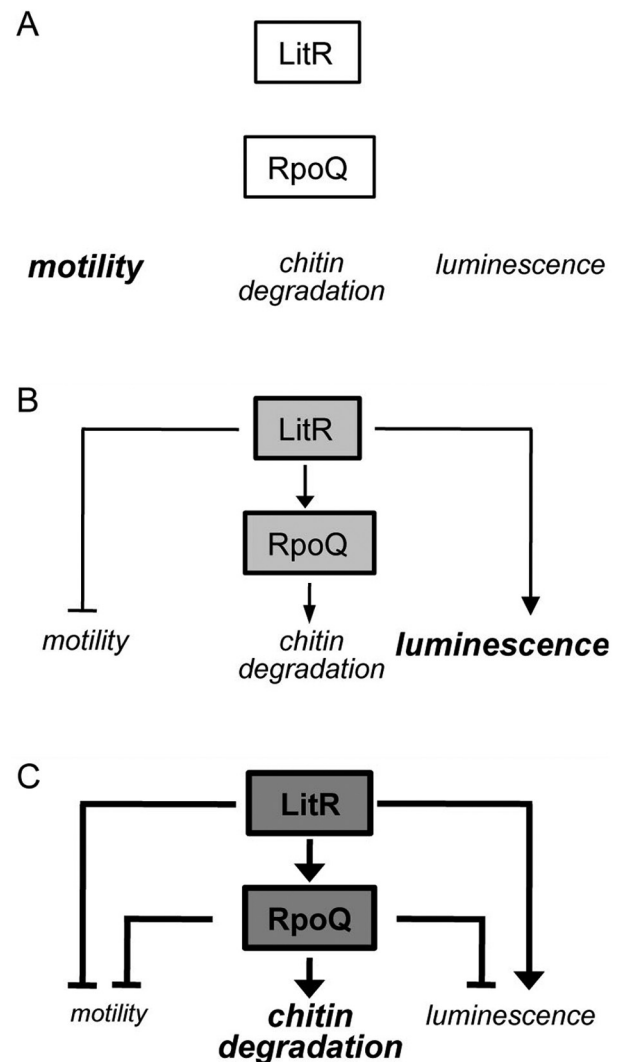 A
LitR
RpoQ
motility
chitin
degradation
luminescence
B
LitR
RpoQ
motility
chitin
degradation
luminescence
C
LitR
RpoQ
motility
chitin
degradation
luminescence